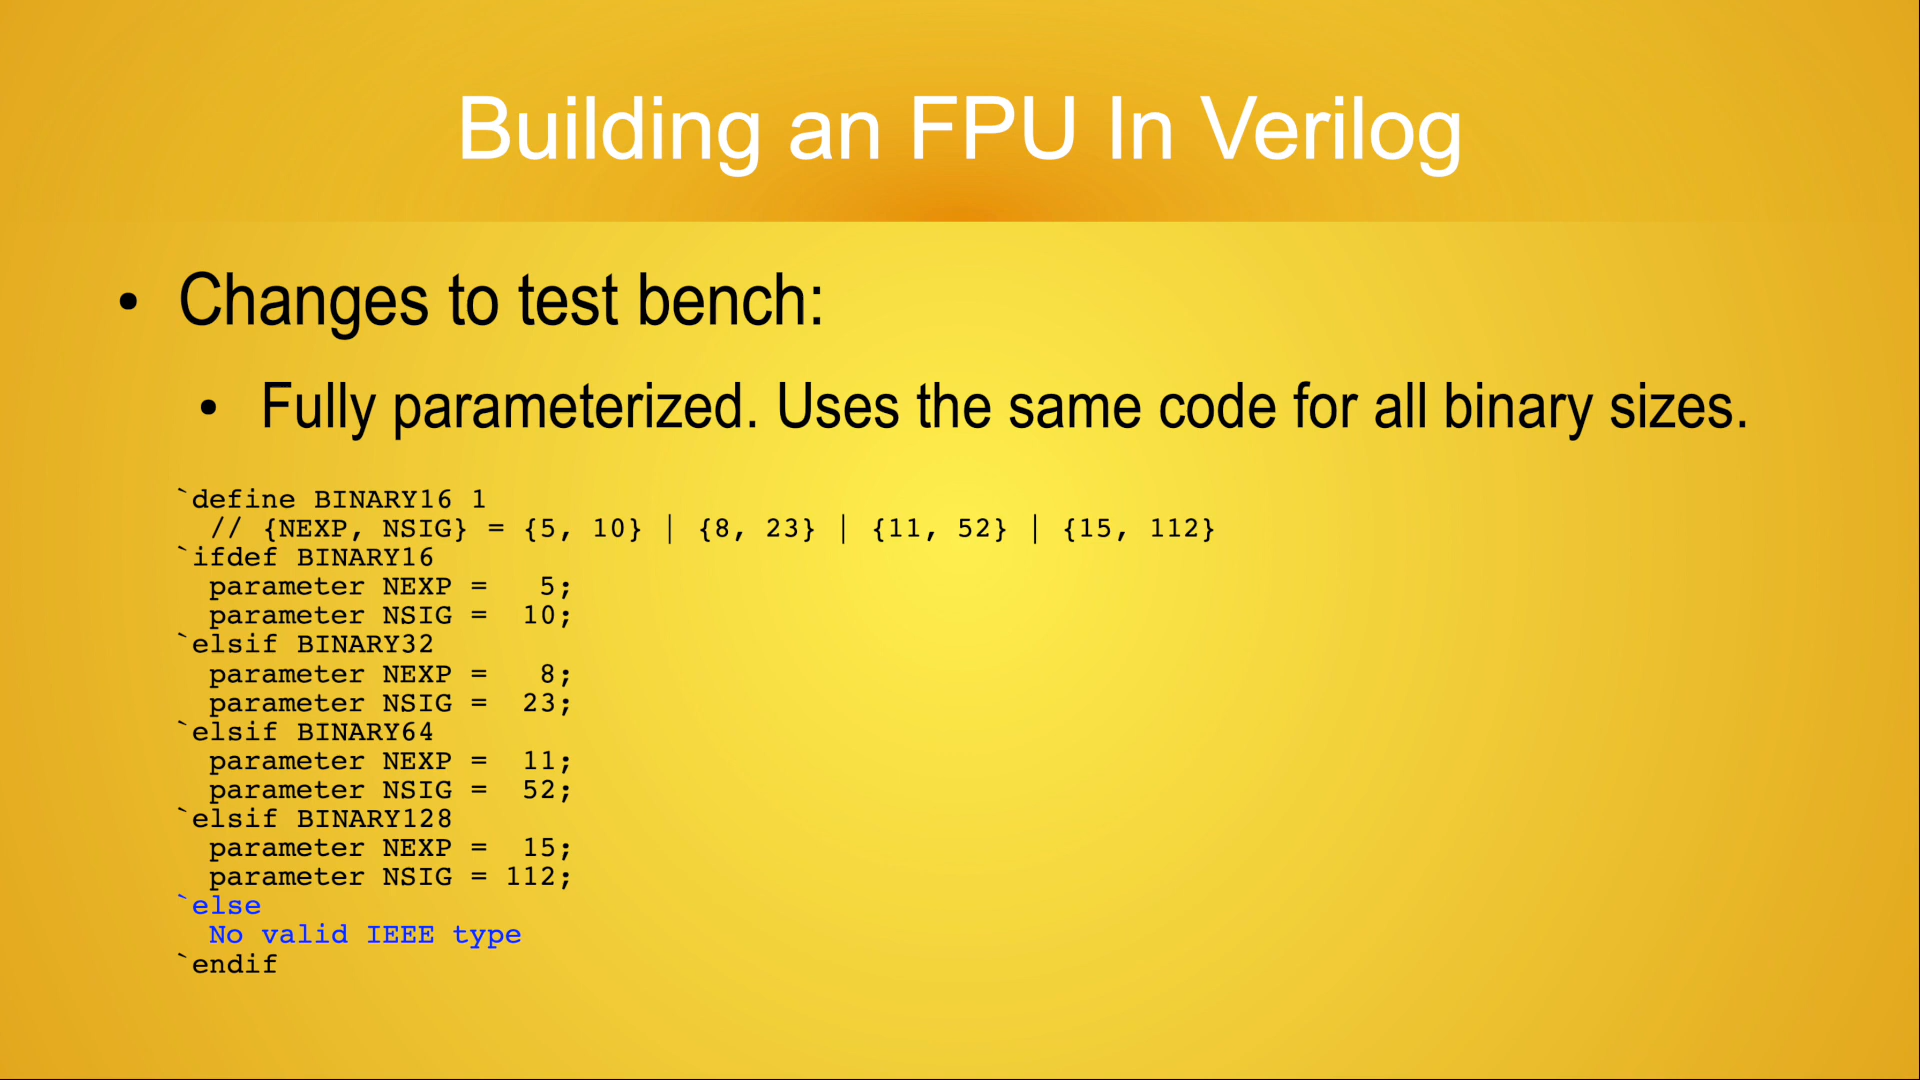 Building an FPU In Verilog
• Changes to test bench:
• Fully parameterized. Uses the same code for all binary sizes.
`define BINARY16 1
  // {NEXP, NSIG} = {5, 10} | {8, 23} | {11, 52} | {15, 112}
`ifdef BINARY16
  parameter NEXP =   5;
  parameter NSIG =  10;
`elsif BINARY32
  parameter NEXP =   8;
  parameter NSIG =  23;
`elsif BINARY64
  parameter NEXP =  11;
  parameter NSIG =  52;
`elsif BINARY128
  parameter NEXP =  15;
  parameter NSIG = 112;
`else
  No valid IEEE type
`endif